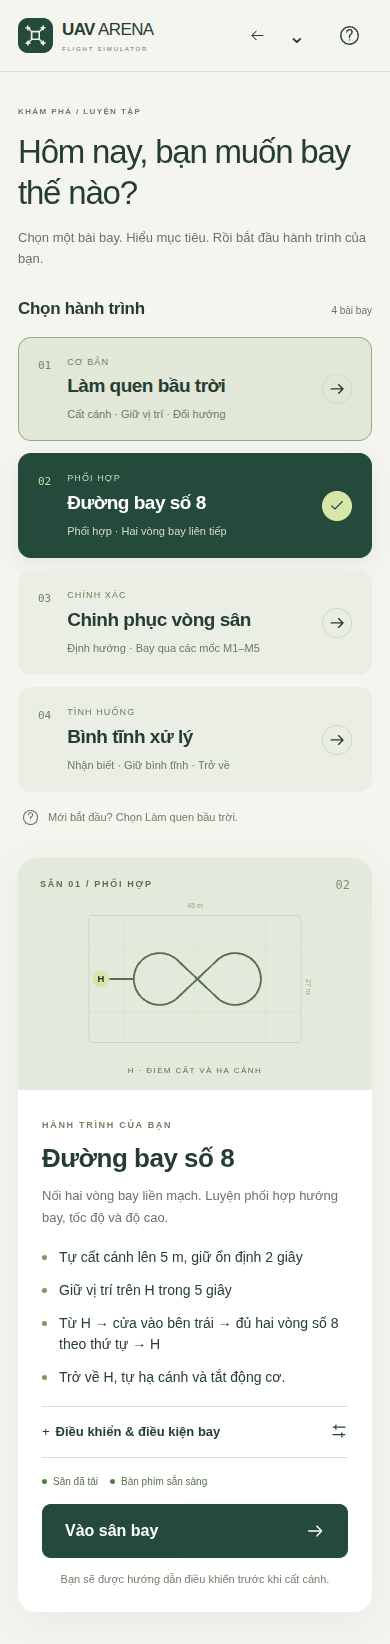 UAV ARENA
FLIGHT SIMULATOR
KHÁM PHÁ / LUYỆN TẬP
Hôm nay, bạn muốn bay
thế nào?
Chọn một bài bay. Hiểu mục tiêu. Rồi bắt đầu hành trình của
bạn.
Chọn hành trình
4 bài bay
01
CƠ BẢN
Làm quen bầu trời
Cất cánh · Giữ vị trí · Đổi hướng
02
PHỐI HỢP
Đường bay số 8
Phối hợp · Hai vòng bay liên tiếp
03
CHÍNH XÁC
Chinh phục vòng sân
Định hướng · Bay qua các mốc M1–M5
04
TÌNH HUỐNG
Bình tĩnh xử lý
Nhận biết · Giữ bình tĩnh · Trở về
Mới bắt đầu? Chọn Làm quen bầu trời.
SÂN 01 / PHỐI HỢP
02
45 m
H
27 m
H · ĐIỂM CẤT VÀ HẠ CÁNH
HÀNH TRÌNH CỦA BẠN
Đường bay số 8
Nối hai vòng bay liền mạch. Luyện phối hợp hướng
bay, tốc độ và độ cao.
Tự cất cánh lên 5 m, giữ ổn định 2 giây
Giữ vị trí trên H trong 5 giây
Từ H → cửa vào bên trái → đủ hai vòng số 8
theo thứ tự → H
Trở về H, tự hạ cánh và tắt động cơ.
+ Điều khiển & điều kiện bay
Sân đã tải
Bàn phím sẵn sàng
Vào sân bay
Bạn sẽ được hướng dẫn điều khiển trước khi cất cánh.